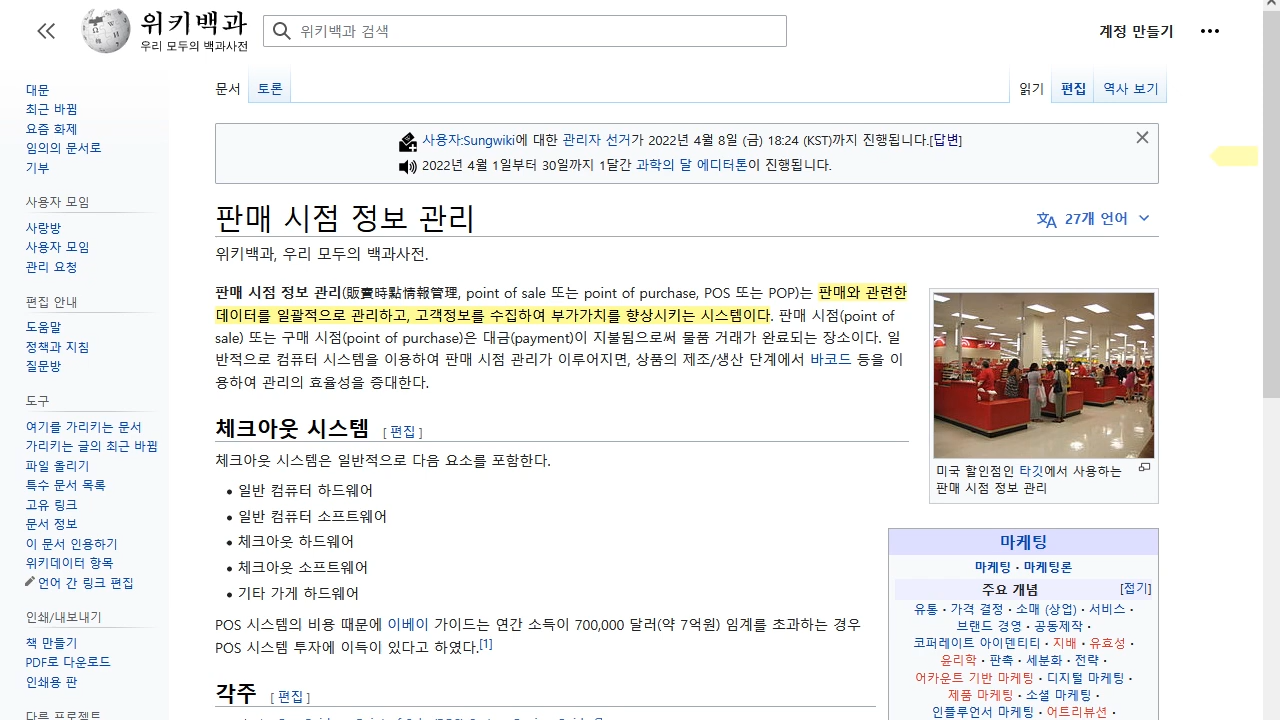 위키백과
우리 모두의 백과사전
위키백과 검색
계정 만들기
대문
최근 바뀜
요즘 화제
임의의 문서로
기부
사용자 모임
사랑방
사용자 모임
관리 요청
편집 안내
도움말
정책과 지침
질문방
도구
여기를 가리키는 문서
가리키는 글의 최근 바뀜
파일 올리기
특수 문서 목록
고유 링크
문서 정보
이 문서 인용하기
위키데이터 항목
언어 간 링크 편집
인쇄/내보내기
책 만들기
PDF로 다운로드
인쇄용 판
다른 프로젝트
문서 토론
읽기 편집 역사 보기
사용자:Sungwiki에 대한 관리자 선거가 2022년 4월 8일 (금) 18:24 (KST)까지 진행됩니다.[답변]
2022년 4월 1일부터 30일까지 1달간 과학의 달 에디터톤이 진행됩니다.
판매 시점 정보 관리
27개 언어
위키백과, 우리 모두의 백과사전.
판매 시점 정보 관리(販賣時點情報管理, point of sale 또는 point of purchase, POS 또는 POP)는 판매와 관련한
데이터를 일괄적으로 관리하고, 고객정보를 수집하여 부가가치를 향상시키는 시스템이다. 판매 시점(point of
sale) 또는 구매 시점(point of purchase)은 대금(payment)이 지불됨으로써 물품 거래가 완료되는 장소이다. 일
반적으로 컴퓨터 시스템을 이용하여 판매 시점 관리가 이루어지면, 상품의 제조/생산 단계에서 바코드 등을 이
용하여 관리의 효율성을 증대한다.
미국 할인점인 타깃에서 사용하는
판매 시점 정보 관리
체크아웃 시스템 [ 편집 ]
체크아웃 시스템은 일반적으로 다음 요소를 포함한다.
• 일반 컴퓨터 하드웨어
• 일반 컴퓨터 소프트웨어
• 체크아웃 하드웨어
• 체크아웃 소프트웨어
• 기타 가게 하드웨어
POS 시스템의 비용 때문에 이베이 가이드는 연간 소득이 700,000 달러(약 7억원) 임계를 초과하는 경우
POS 시스템 투자에 이득이 있다고 하였다.[1]
각주 [ 편집 ]
마케팅
마케팅 · 마케팅론
주요 개념 [접기]
유통 · 가격 결정 · 소매 (상업) · 서비스 ·
브랜드 경영 · 공동제작 ·
코퍼레이트 아이덴티티 · 지배 · 유효성 ·
윤리학 · 판촉 · 세분화 · 전략 ·
어카운트 기반 마케팅 · 디지털 마케팅 ·
제품 마케팅 · 소셜 마케팅 ·
인플루언서 마케팅 · 어트리뷰션 ·